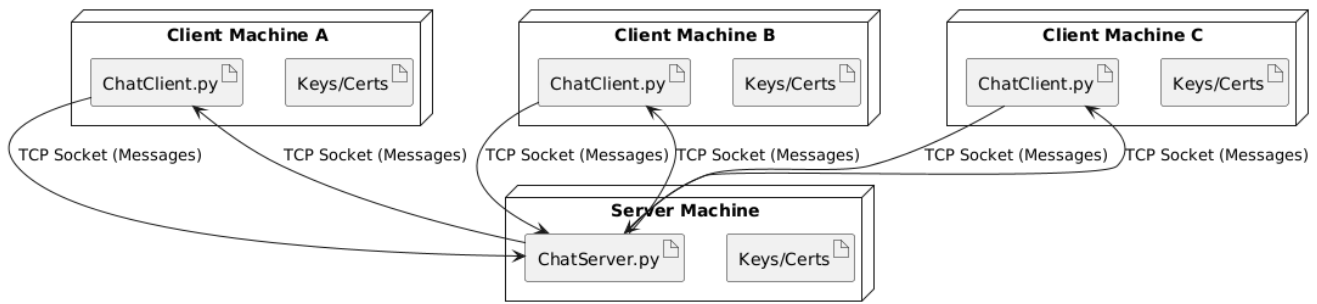 Client Machine A
Client Machine B
Client Machine C
ChatClient.py
Keys/Certs
ChatClient.py
Keys/Certs
ChatClient.py
Keys/Certs
TCP Socket (Messages)
TCP Socket (Messages)
TCP Socket (Messages)
TCP Socket (Messages)
TCP Socket (Messages)
TCP Socket (Messages)
Server Machine
ChatServer.py
Keys/Certs